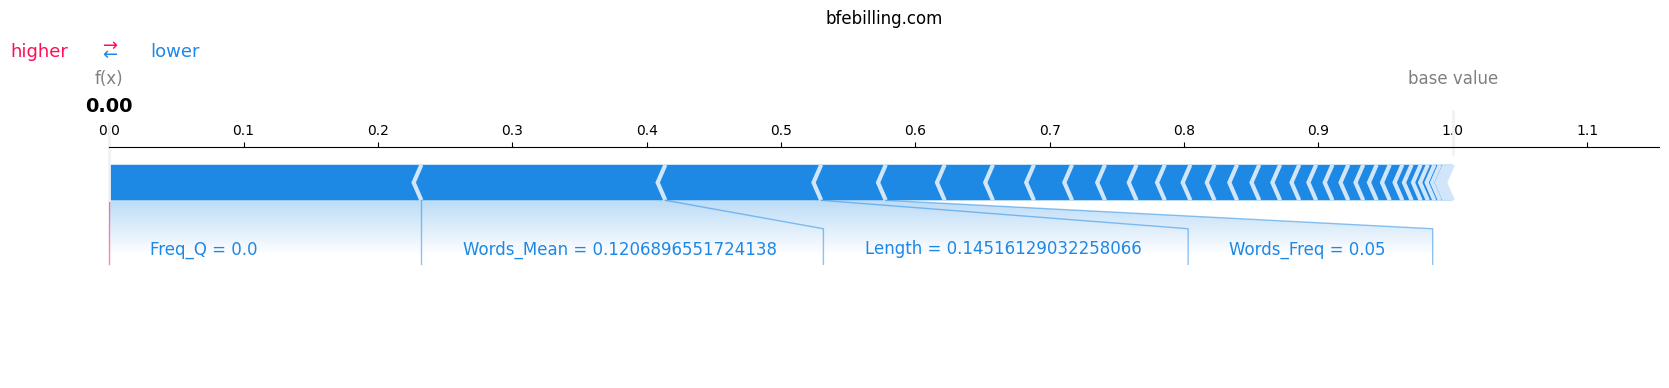 bfebilling.com
higher ⇄ lower
f(x) base value
0.00
0.0 0.1 0.2 0.3 0.4 0.5 0.6 0.7 0.8 0.9 1.0 1.1
Freq_Q = 0.0 Words_Mean = 0.1206896551724138 Length = 0.14516129032258066 Words_Freq = 0.05